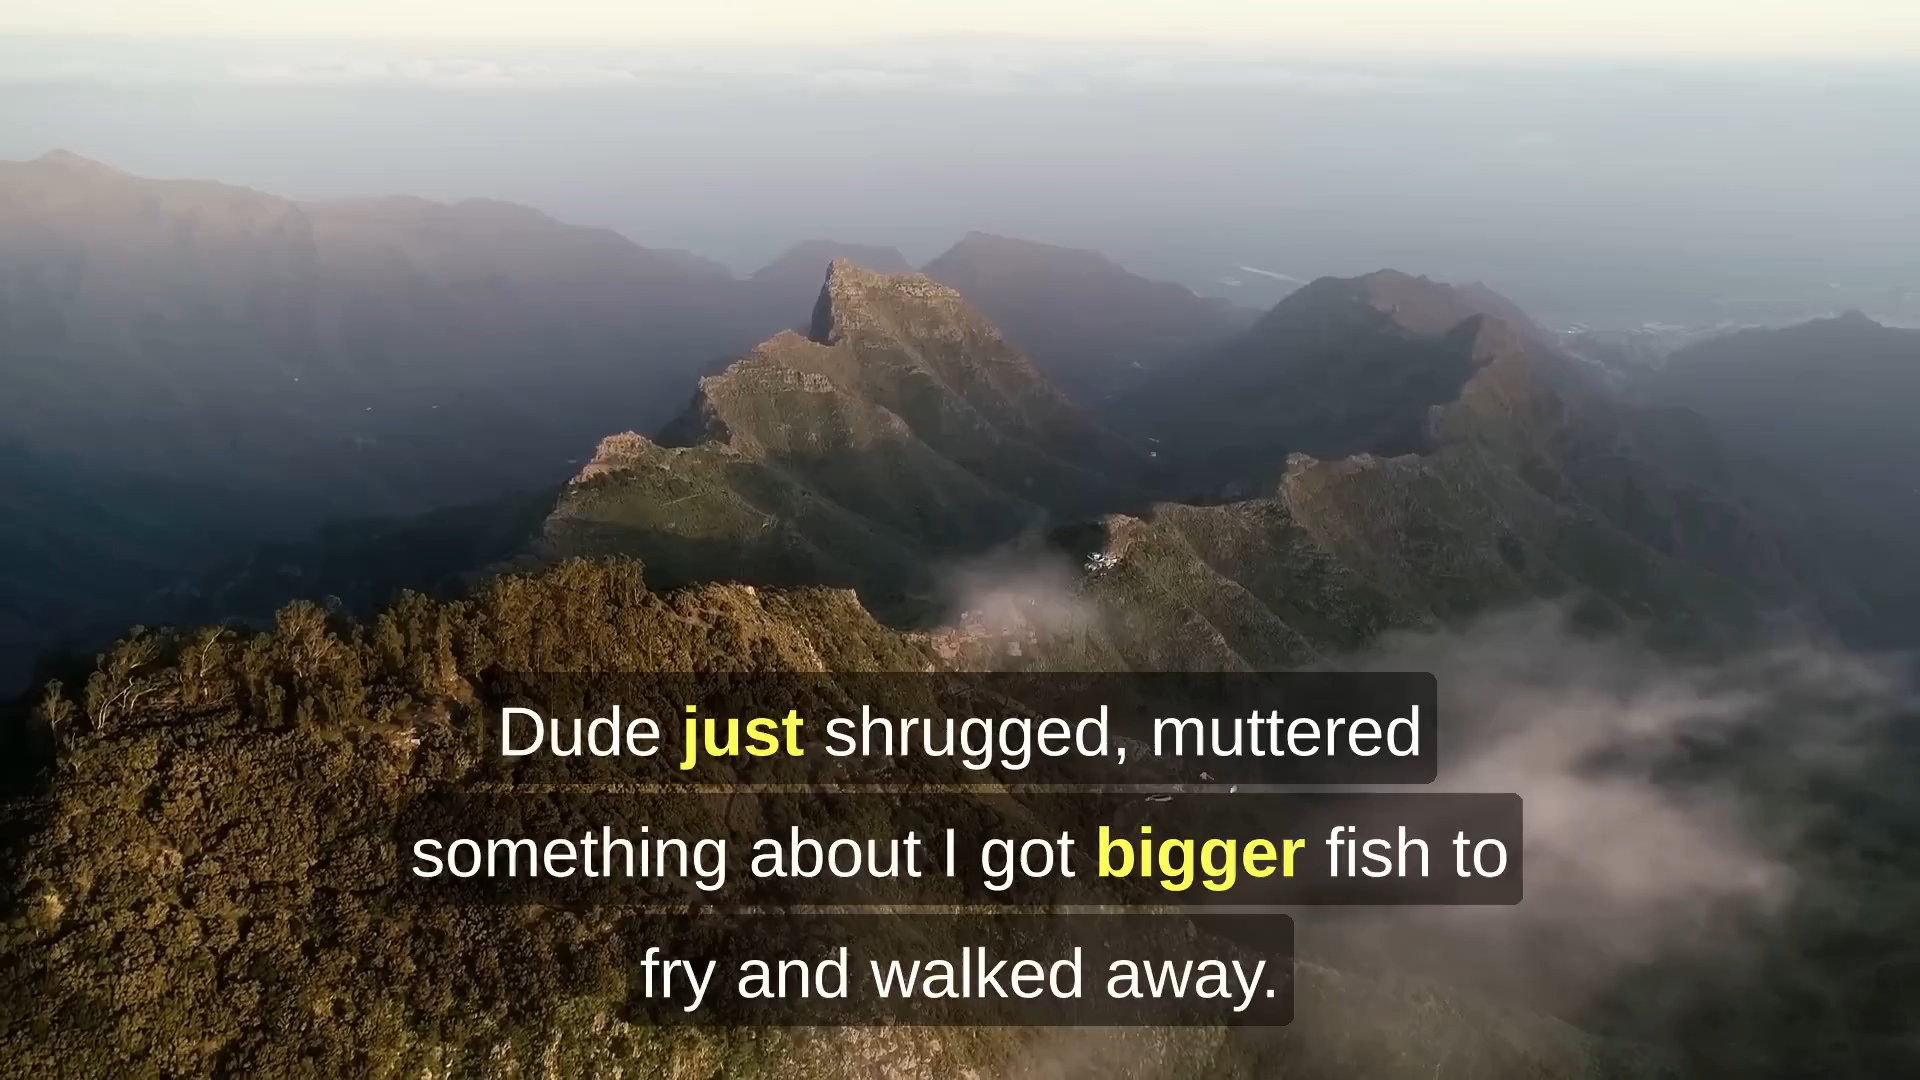 Dude just shrugged, muttered
something about I got bigger fish to
fry and walked away.